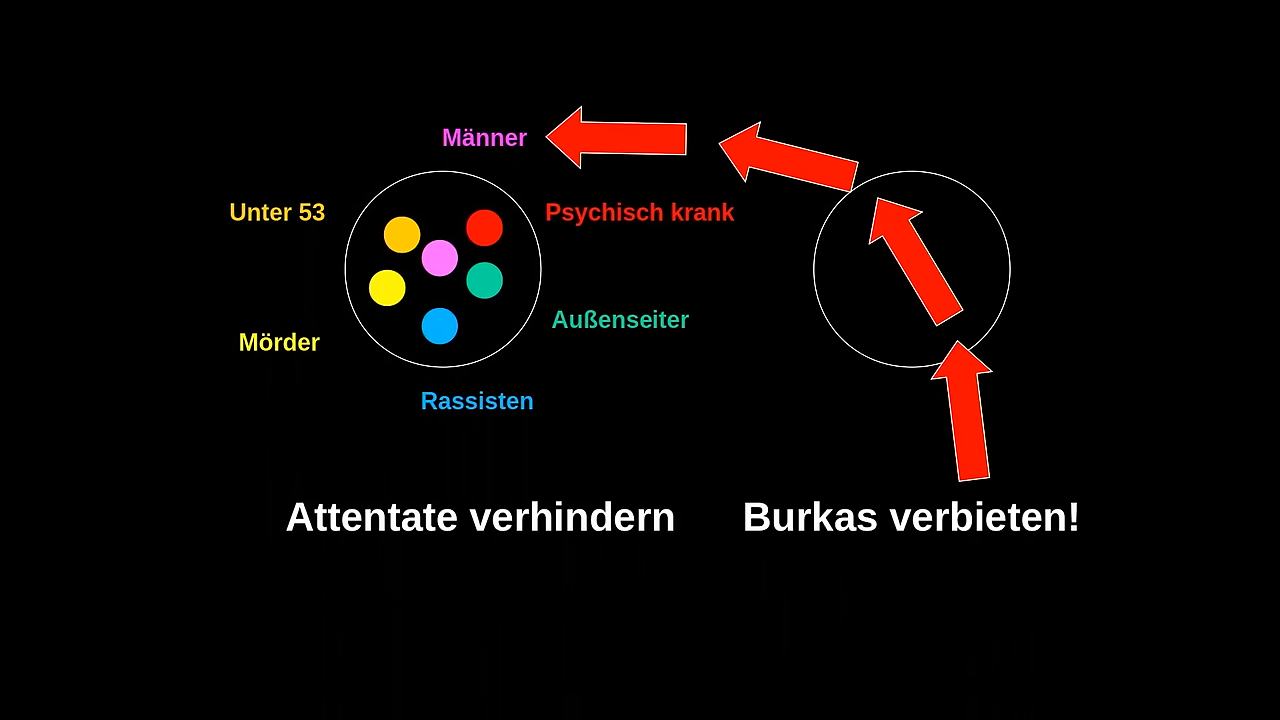 Männer
Unter 53
Psychisch krank
Außenseiter
Mörder
Rassisten
Attentate verhindern
Burkas verbieten!